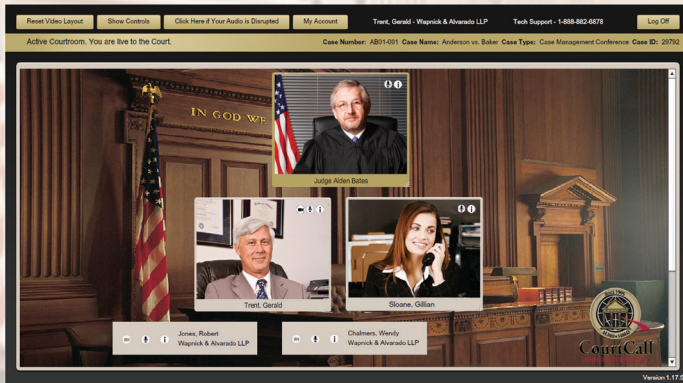 Reset Video Layout
Show Controls
Click Here if Your Audio is Disrupted
My Account
Trent, Gerald - Wapnick & Alvarado LLP
Tech Support - 1-888-882-6878
Log Off
Active Courtroom. You are live to the Court.
Case Number: AB01-001 Case Name: Anderson vs. Baker Case Type: Case Management Conference Case ID: 29792
IN GOD WE
Judge Alden Bates
Trent, Gerald
Sloane, Gillian
Jones, Robert
Wapnick & Alvarado LLP
Chalmers, Wendy
Wapnick & Alvarado LLP
CourtCall
Version 1.17.5